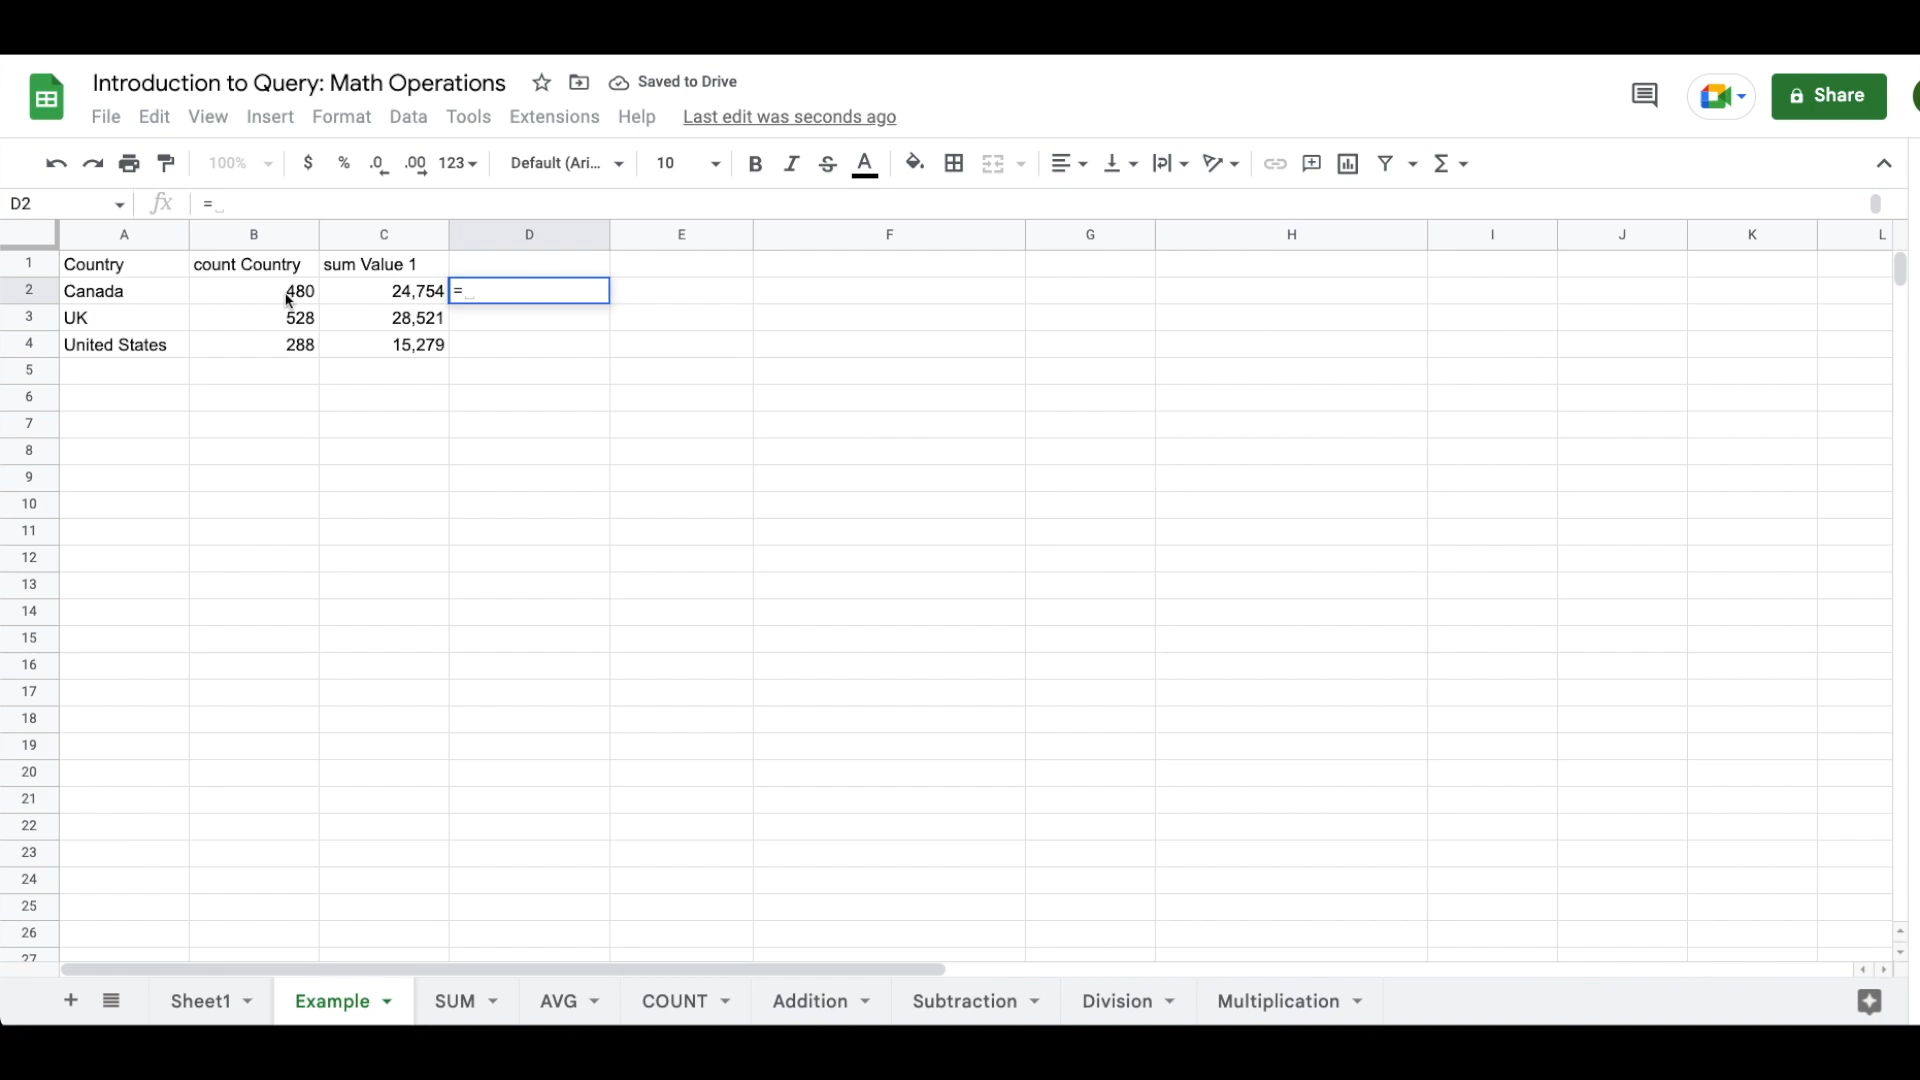 Introduction to Query: Math Operations Saved to Drive
File Edit View Insert Format Data Tools Extensions Help Last edit was seconds ago
Share
100% $ % .0 .00 123 Default (Ari... 10 B I S A Σ
D2 fx =
A B C D E F G H I J K L
1 Country count Country sum Value 1
2 Canada 480 24,754 =
3 UK 528 28,521
4 United States 288 15,279
5
6
7
8
9
10
11
12
13
14
15
16
17
18
19
20
21
22
23
24
25
26
27
+ Sheet1 Example SUM AVG COUNT Addition Subtraction Division Multiplication